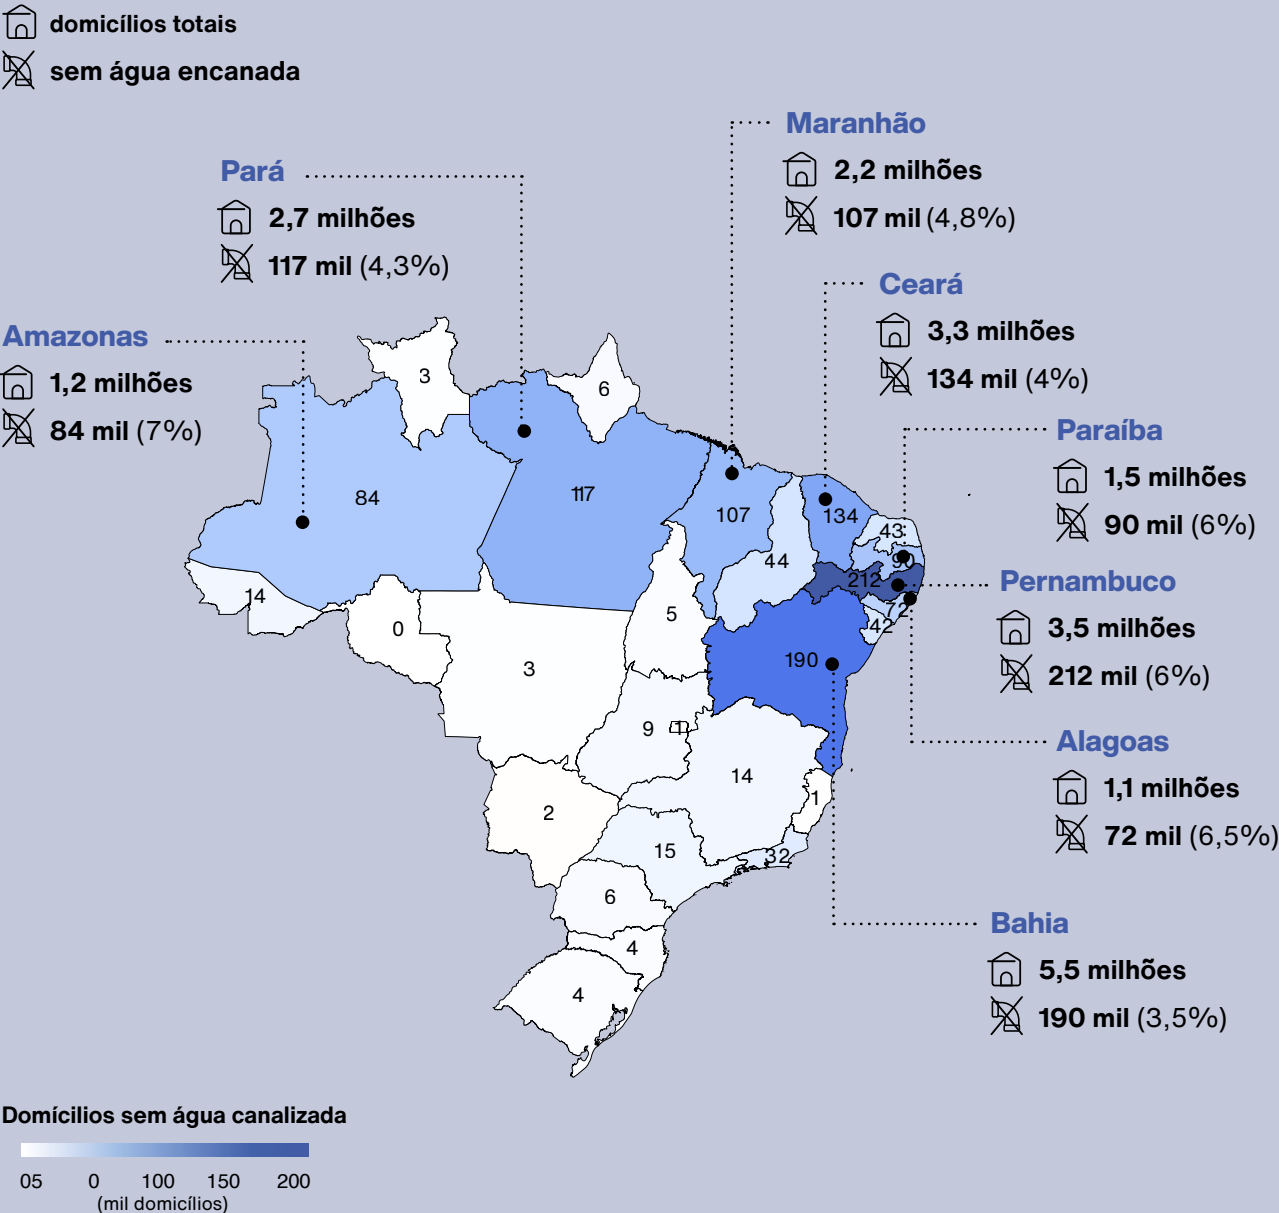 domicílios totais
sem água encanada
Maranhão
2,2 milhões
107 mil (4,8%)
Pará
2,7 milhões
117 mil (4,3%)
Ceará
3,3 milhões
134 mil (4%)
Amazonas
1,2 milhões
84 mil (7%)
Paraíba
1,5 milhões
90 mil (6%)
Pernambuco
3,5 milhões
212 mil (6%)
Alagoas
1,1 milhões
72 mil (6,5%)
Bahia
5,5 milhões
190 mil (3,5%)
3
6
84
117
107
134
43
44
90
212
14
72
42
0
5
3
190
9
1
14
2
1
15
32
6
4
4
Domícilios sem água canalizada
05 0 100 150 200
(mil domicílios)